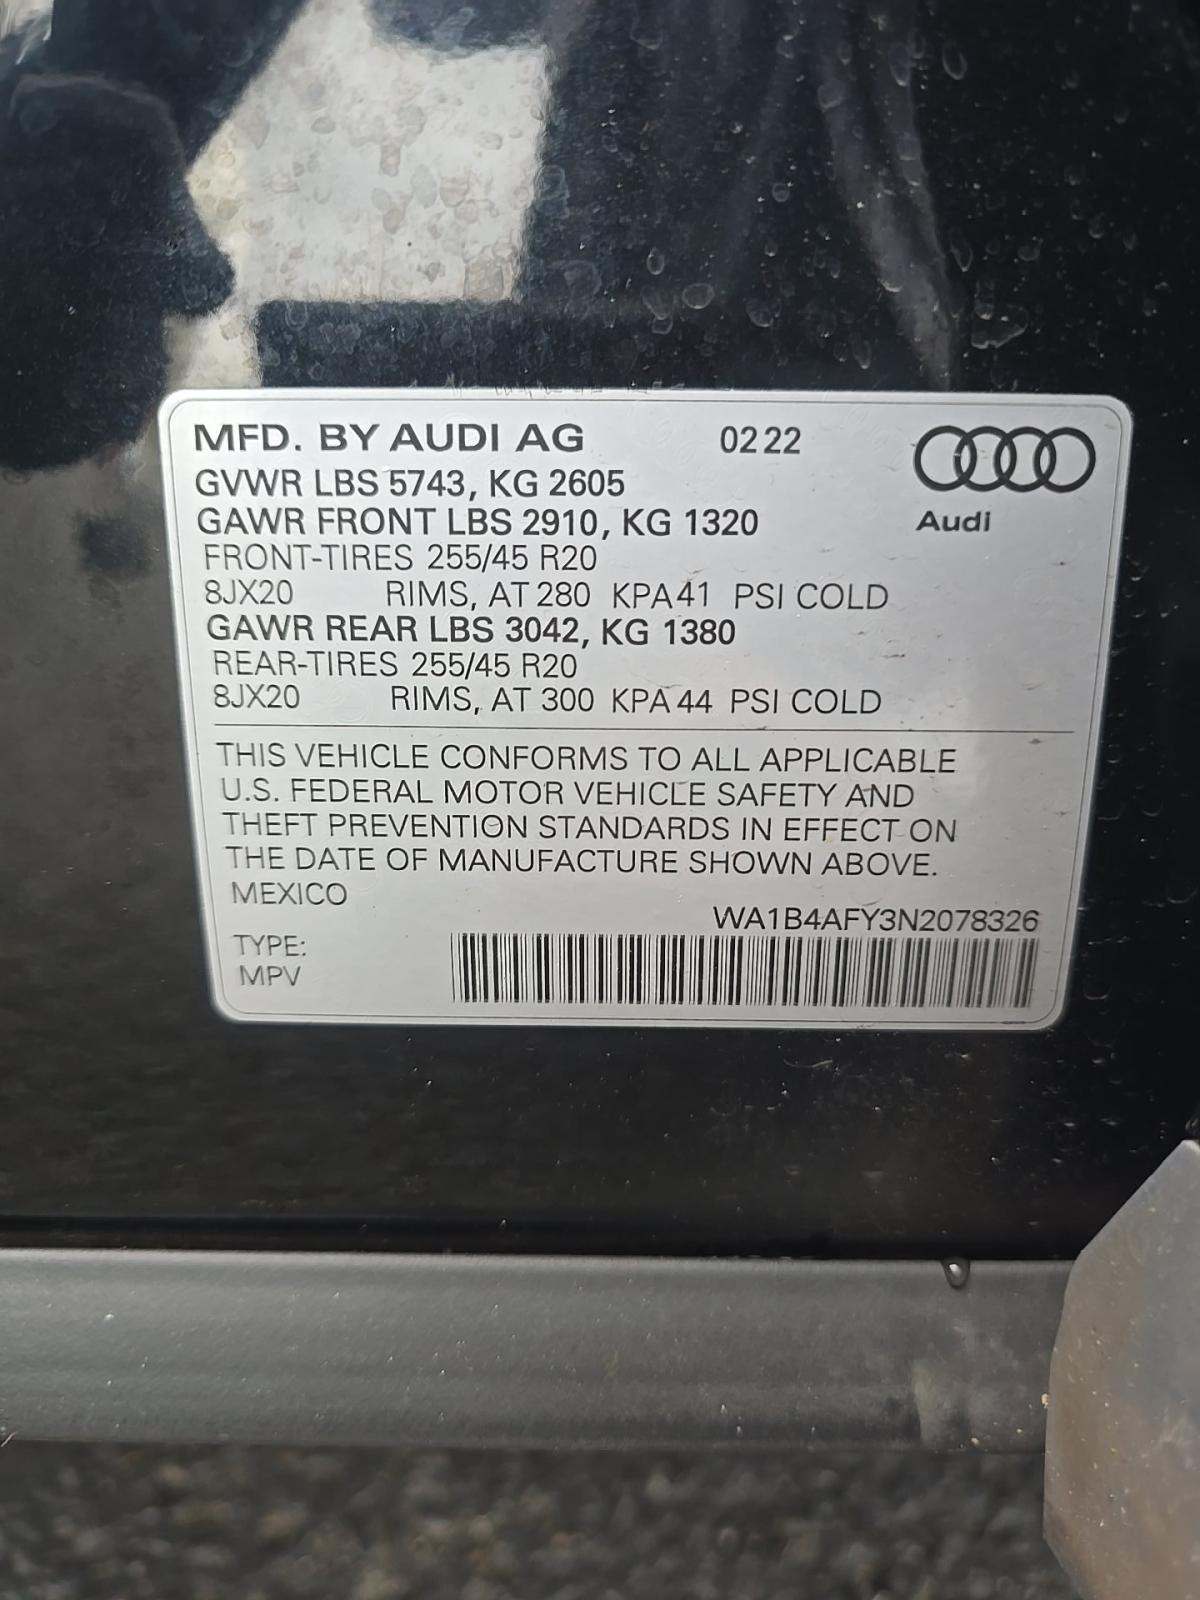 MFD. BY AUDI AG 0222
GVWR LBS 5743, KG 2605
GAWR FRONT LBS 2910, KG 1320
Audi
FRONT-TIRES 255/45 R20
8JX20 RIMS, AT 280 KPA 41 PSI COLD
GAWR REAR LBS 3042, KG 1380
REAR-TIRES 255/45 R20
8JX20 RIMS, AT 300 KPA 44 PSI COLD
THIS VEHICLE CONFORMS TO ALL APPLICABLE
U.S. FEDERAL MOTOR VEHICLE SAFETY AND
THEFT PREVENTION STANDARDS IN EFFECT ON
THE DATE OF MANUFACTURE SHOWN ABOVE.
MEXICO
WA1B4AFY3N2078326
TYPE:
MPV